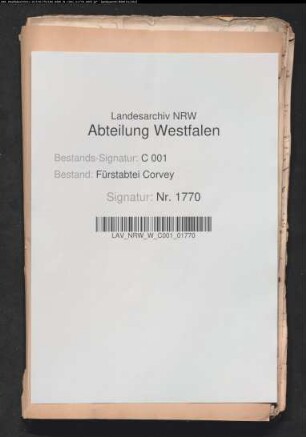 Landesarchiv NRW
Abteilung Westfalen
Bestands-Signatur: C 001
Bestand: Fürstabtei Corvey
Signatur: Nr. 1770
LAV_NRW_W_C001_01770